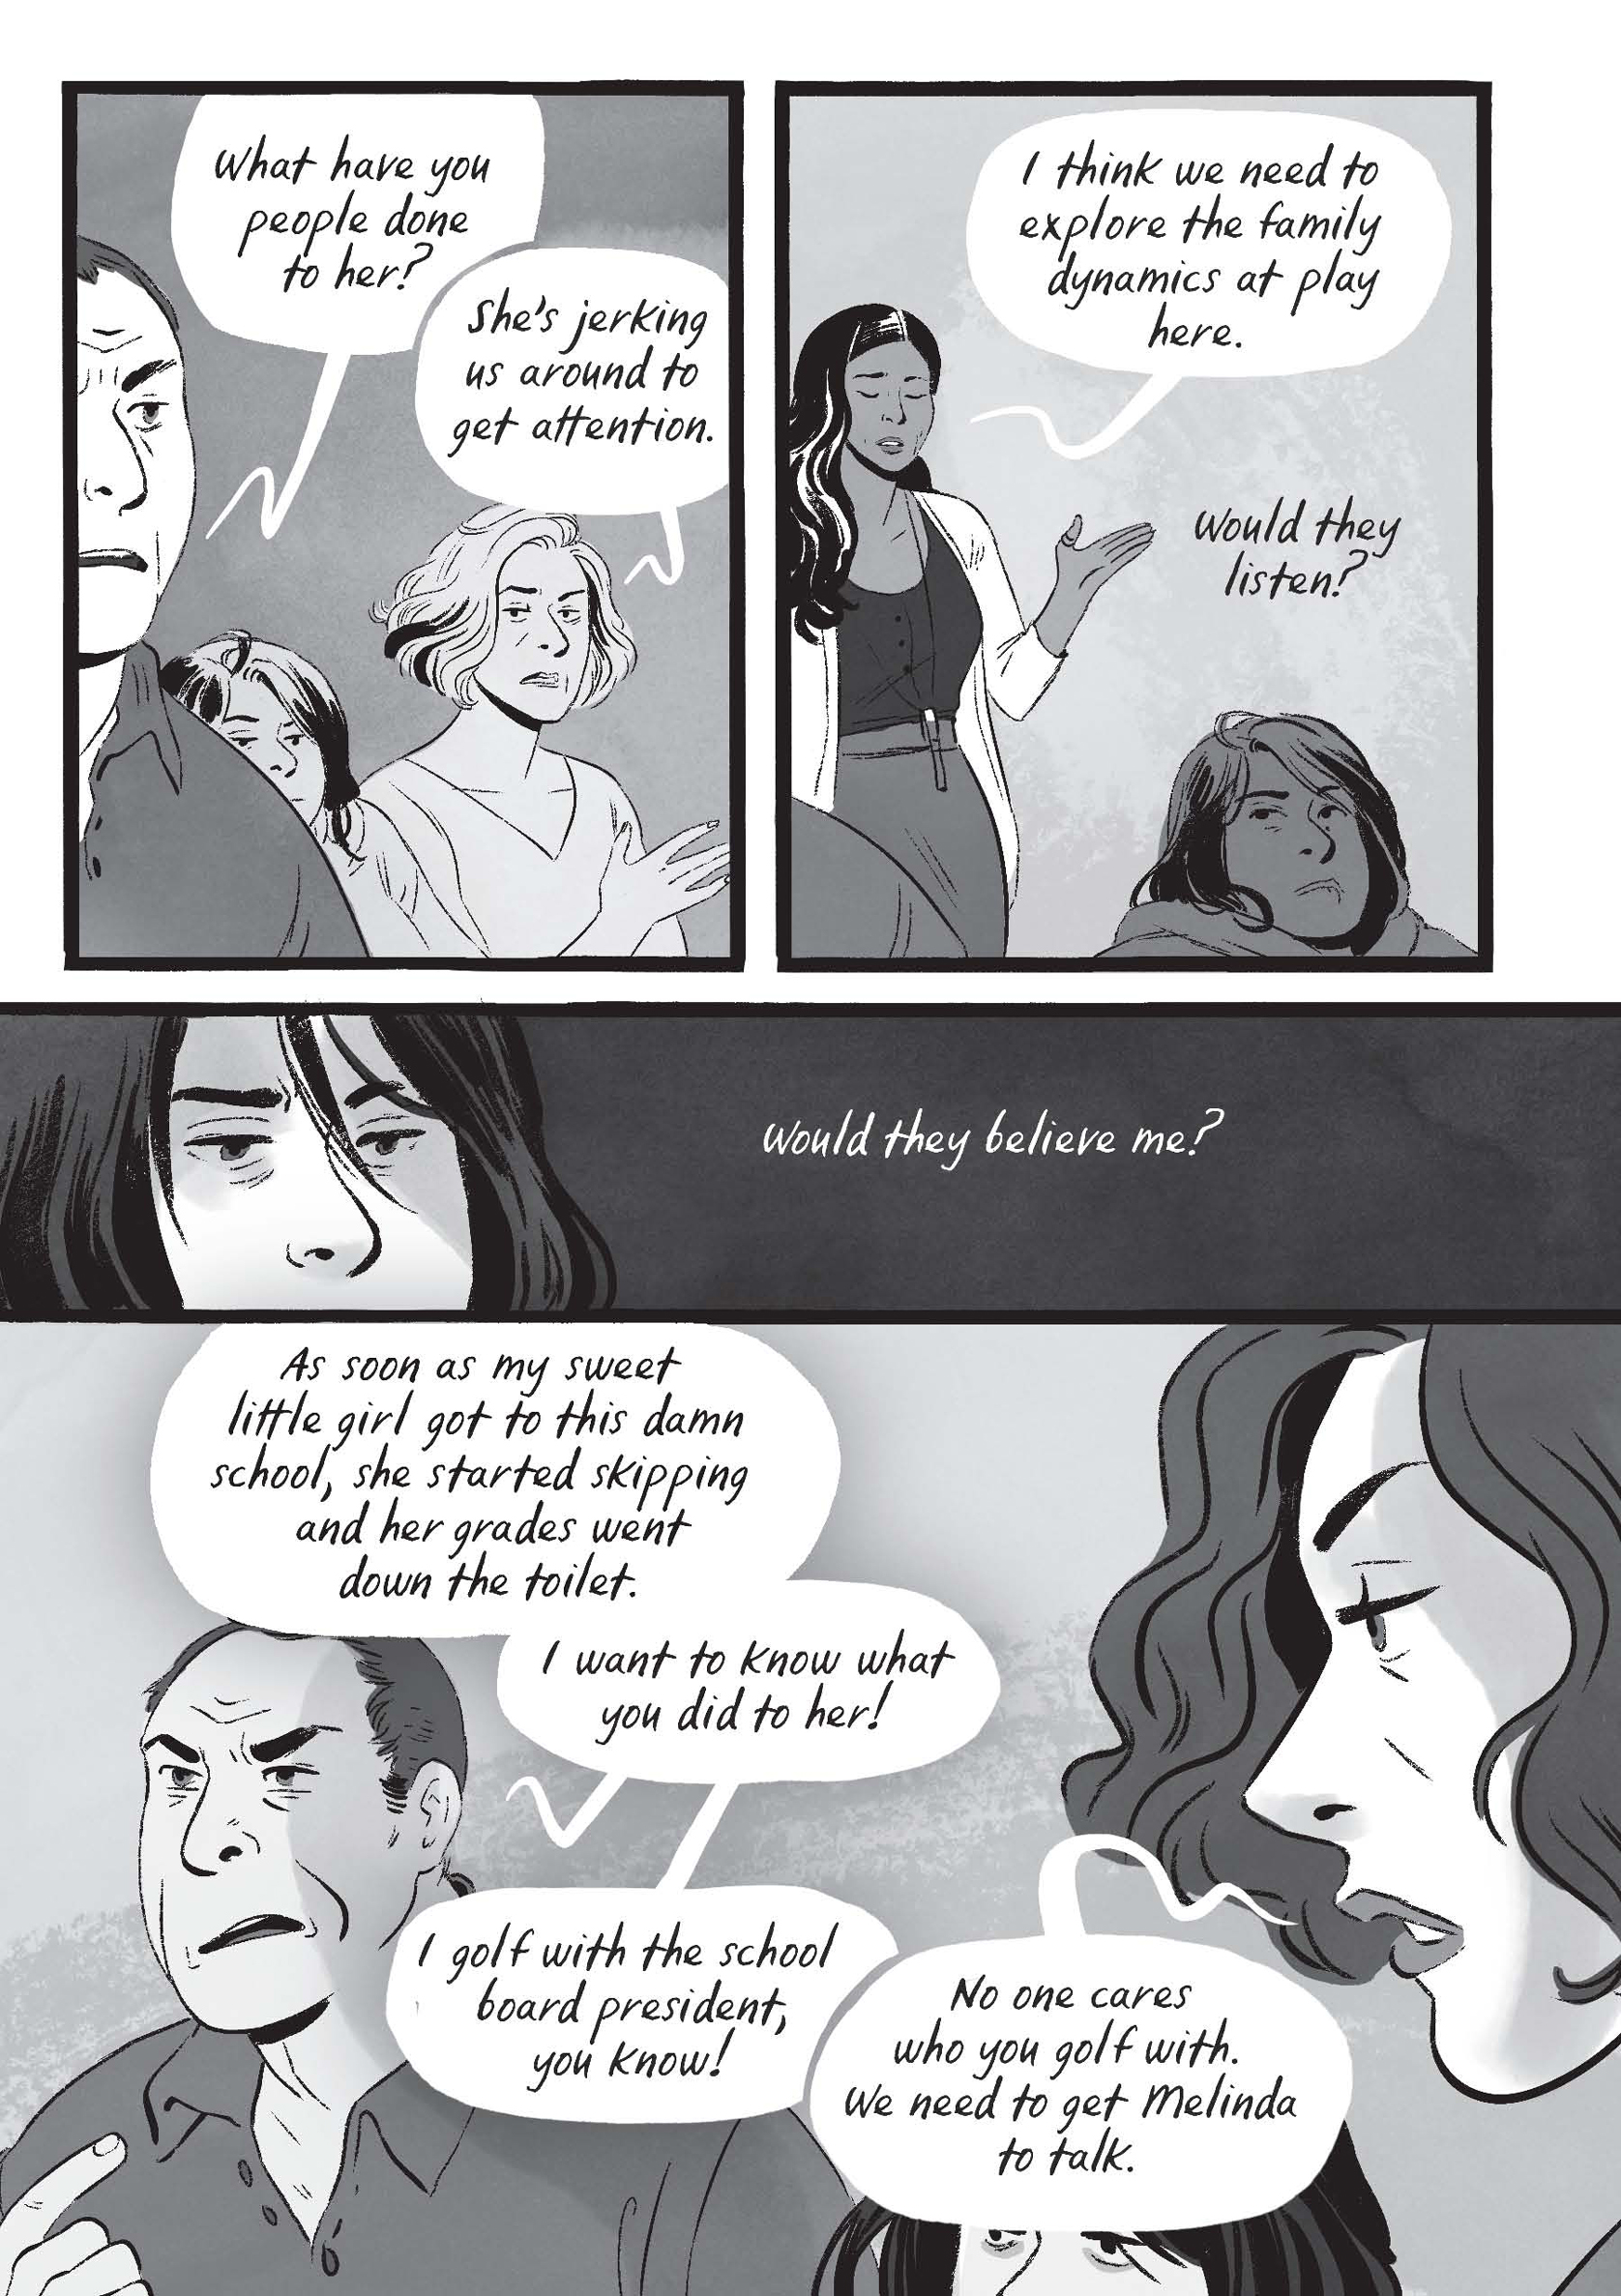 What have you
people done
to her?
She's jerking
us around to
get attention.
I think we need to
explore the family
dynamics at play
here.
Would they
listen?
Would they believe me?
As soon as my sweet
little girl got to this damn
school, she started skipping
and her grades went
down the toilet.
I want to know what
you did to her!
I golf with the school
board president,
you know!
No one cares
who you golf with.
We need to get Melinda
to talk.